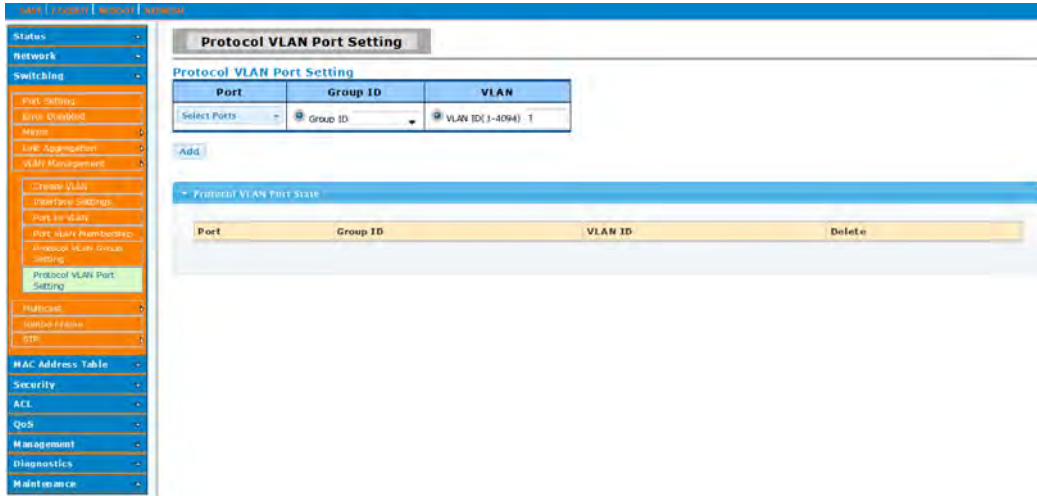 SAVE | LOGOUT | REBOOT | REFRESH
Status
Network
Switching
Port Setting
Error Disabled
Mirror
Link Aggregation
VLAN Management
Create VLAN
Interface Settings
Port to VLAN
Port VLAN Membership
Protocol VLAN Group
Setting
Protocol VLAN Port
Setting
Multicast
Jumbo Frame
STP
MAC Address Table
Security
ACL
QoS
Management
Diagnostics
Maintenance
Protocol VLAN Port Setting
Protocol VLAN Port Setting
Port Group ID VLAN
Select Ports Group ID VLAN ID(1-4094) 1
Add
Protocol VLAN Port State
Port Group ID VLAN ID Delete